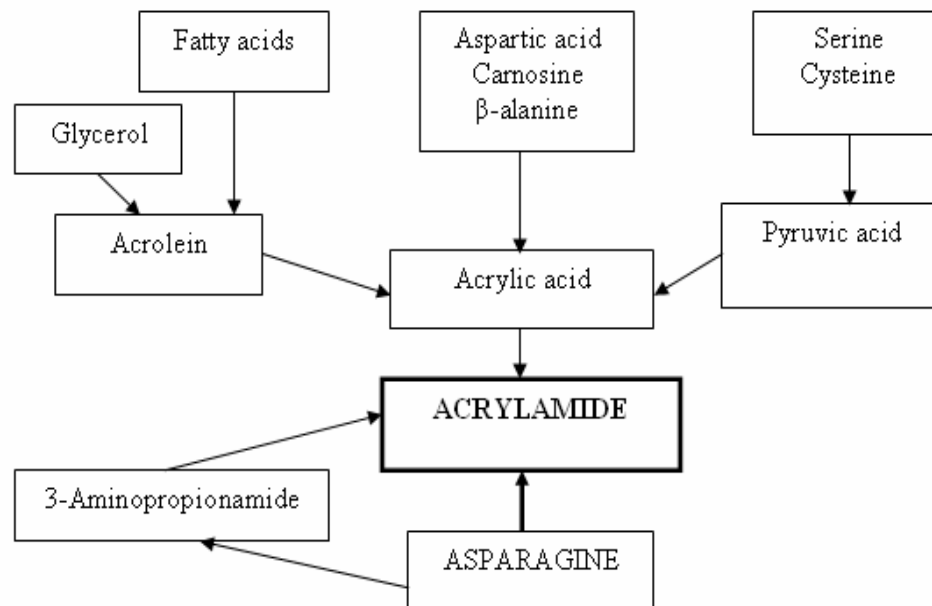 Fatty acids
Aspartic acid
Carnosine
β-alanine
Serine
Cysteine
Glycerol
Acrolein
Acrylic acid
Pyruvic acid
ACRYLAMIDE
3-Aminopropionamide
ASPARAGINE